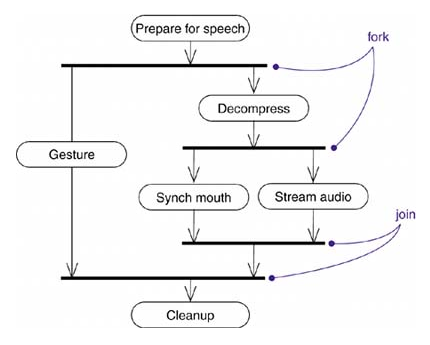 Prepare for speech
fork
Decompress
Gesture
Synch mouth
Stream audio
join
Cleanup